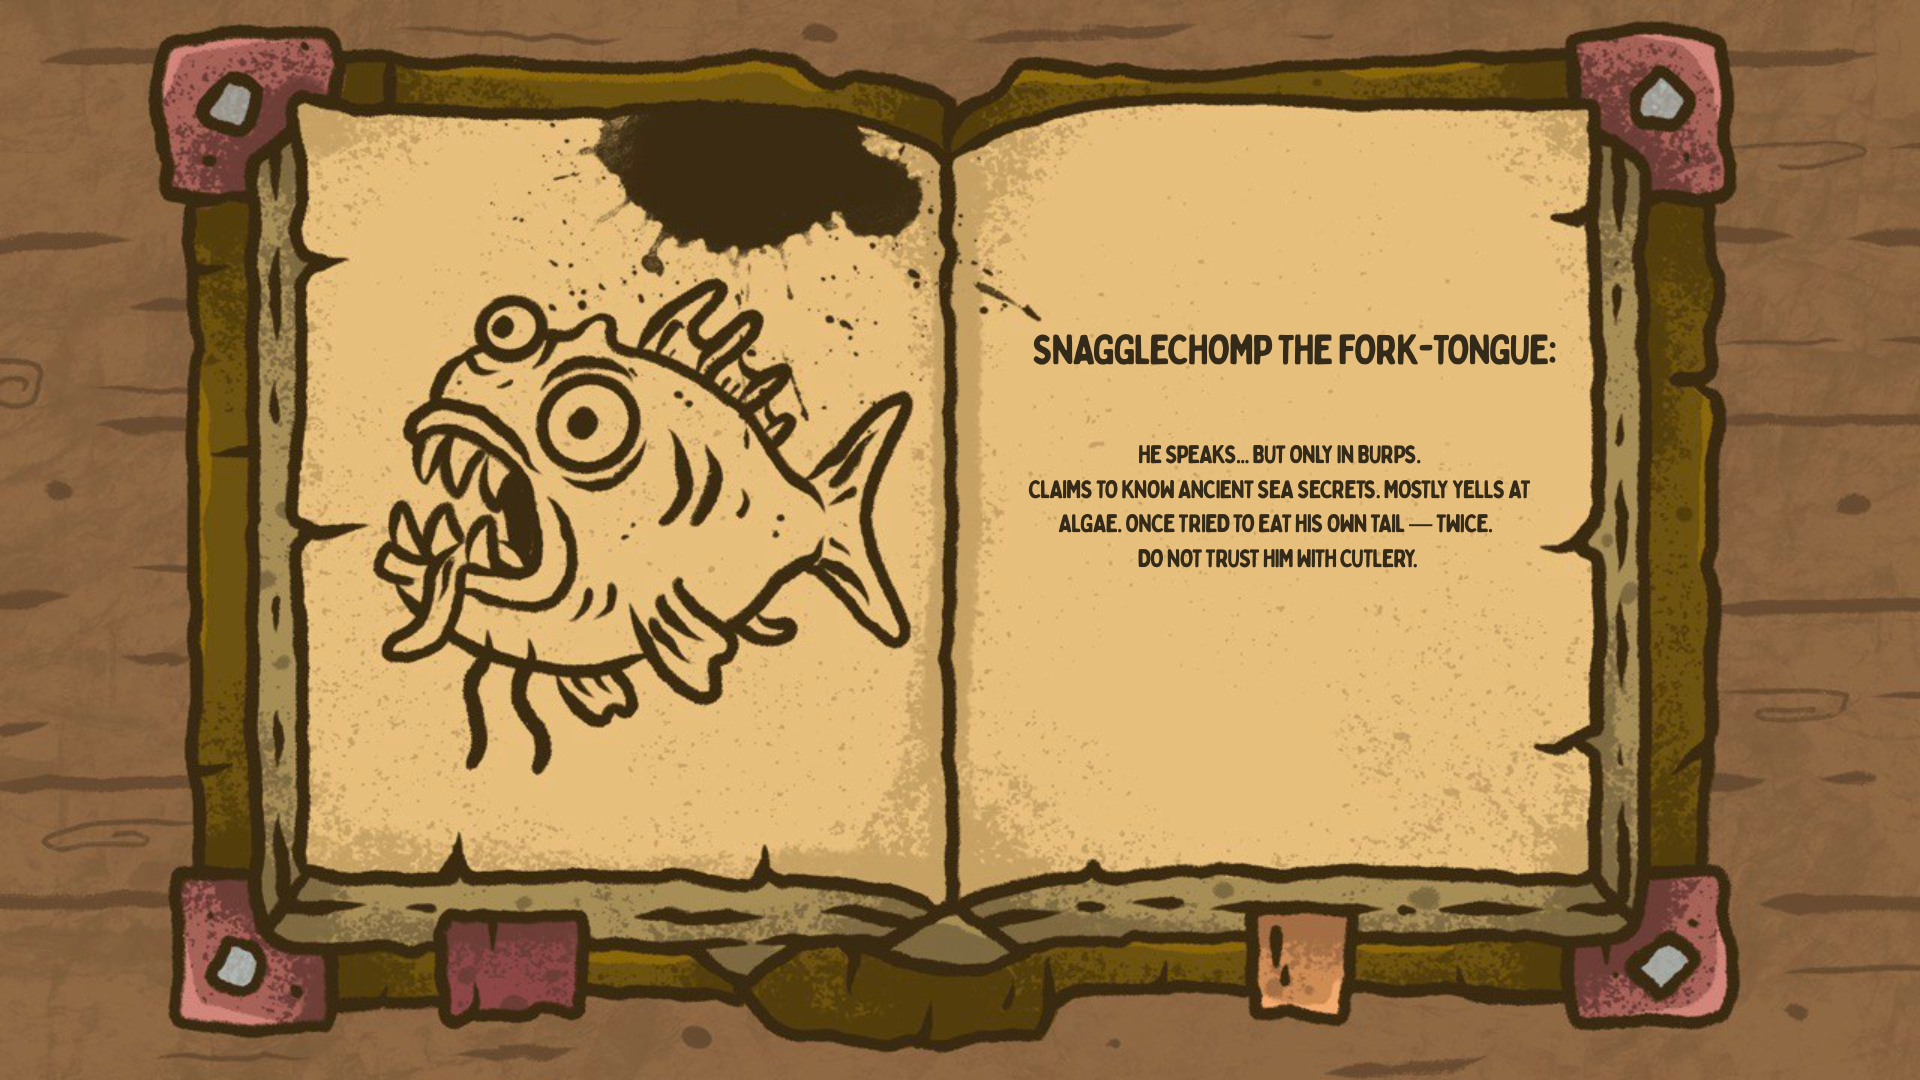 SNAGGLECHOMP THE FORK-TONGUE:
HE SPEAKS... BUT ONLY IN BURPS.
CLAIMS TO KNOW ANCIENT SEA SECRETS. MOSTLY YELLS AT
ALGAE. ONCE TRIED TO EAT HIS OWN TAIL — TWICE.
DO NOT TRUST HIM WITH CUTLERY.